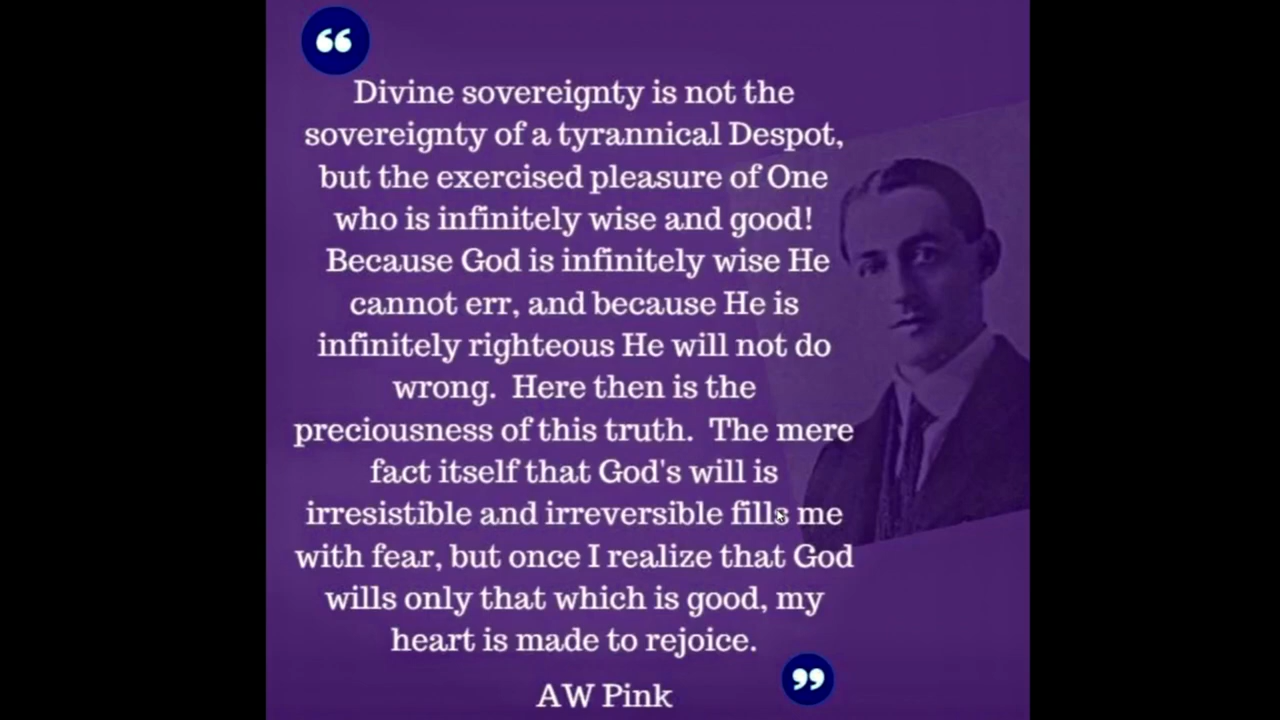 “
Divine sovereignty is not the
sovereignty of a tyrannical Despot,
but the exercised pleasure of One
who is infinitely wise and good!
Because God is infinitely wise He
cannot err, and because He is
infinitely righteous He will not do
wrong.  Here then is the
preciousness of this truth.  The mere
fact itself that God's will is
irresistible and irreversible fills me
with fear, but once I realize that God
wills only that which is good, my
heart is made to rejoice.
”
AW Pink